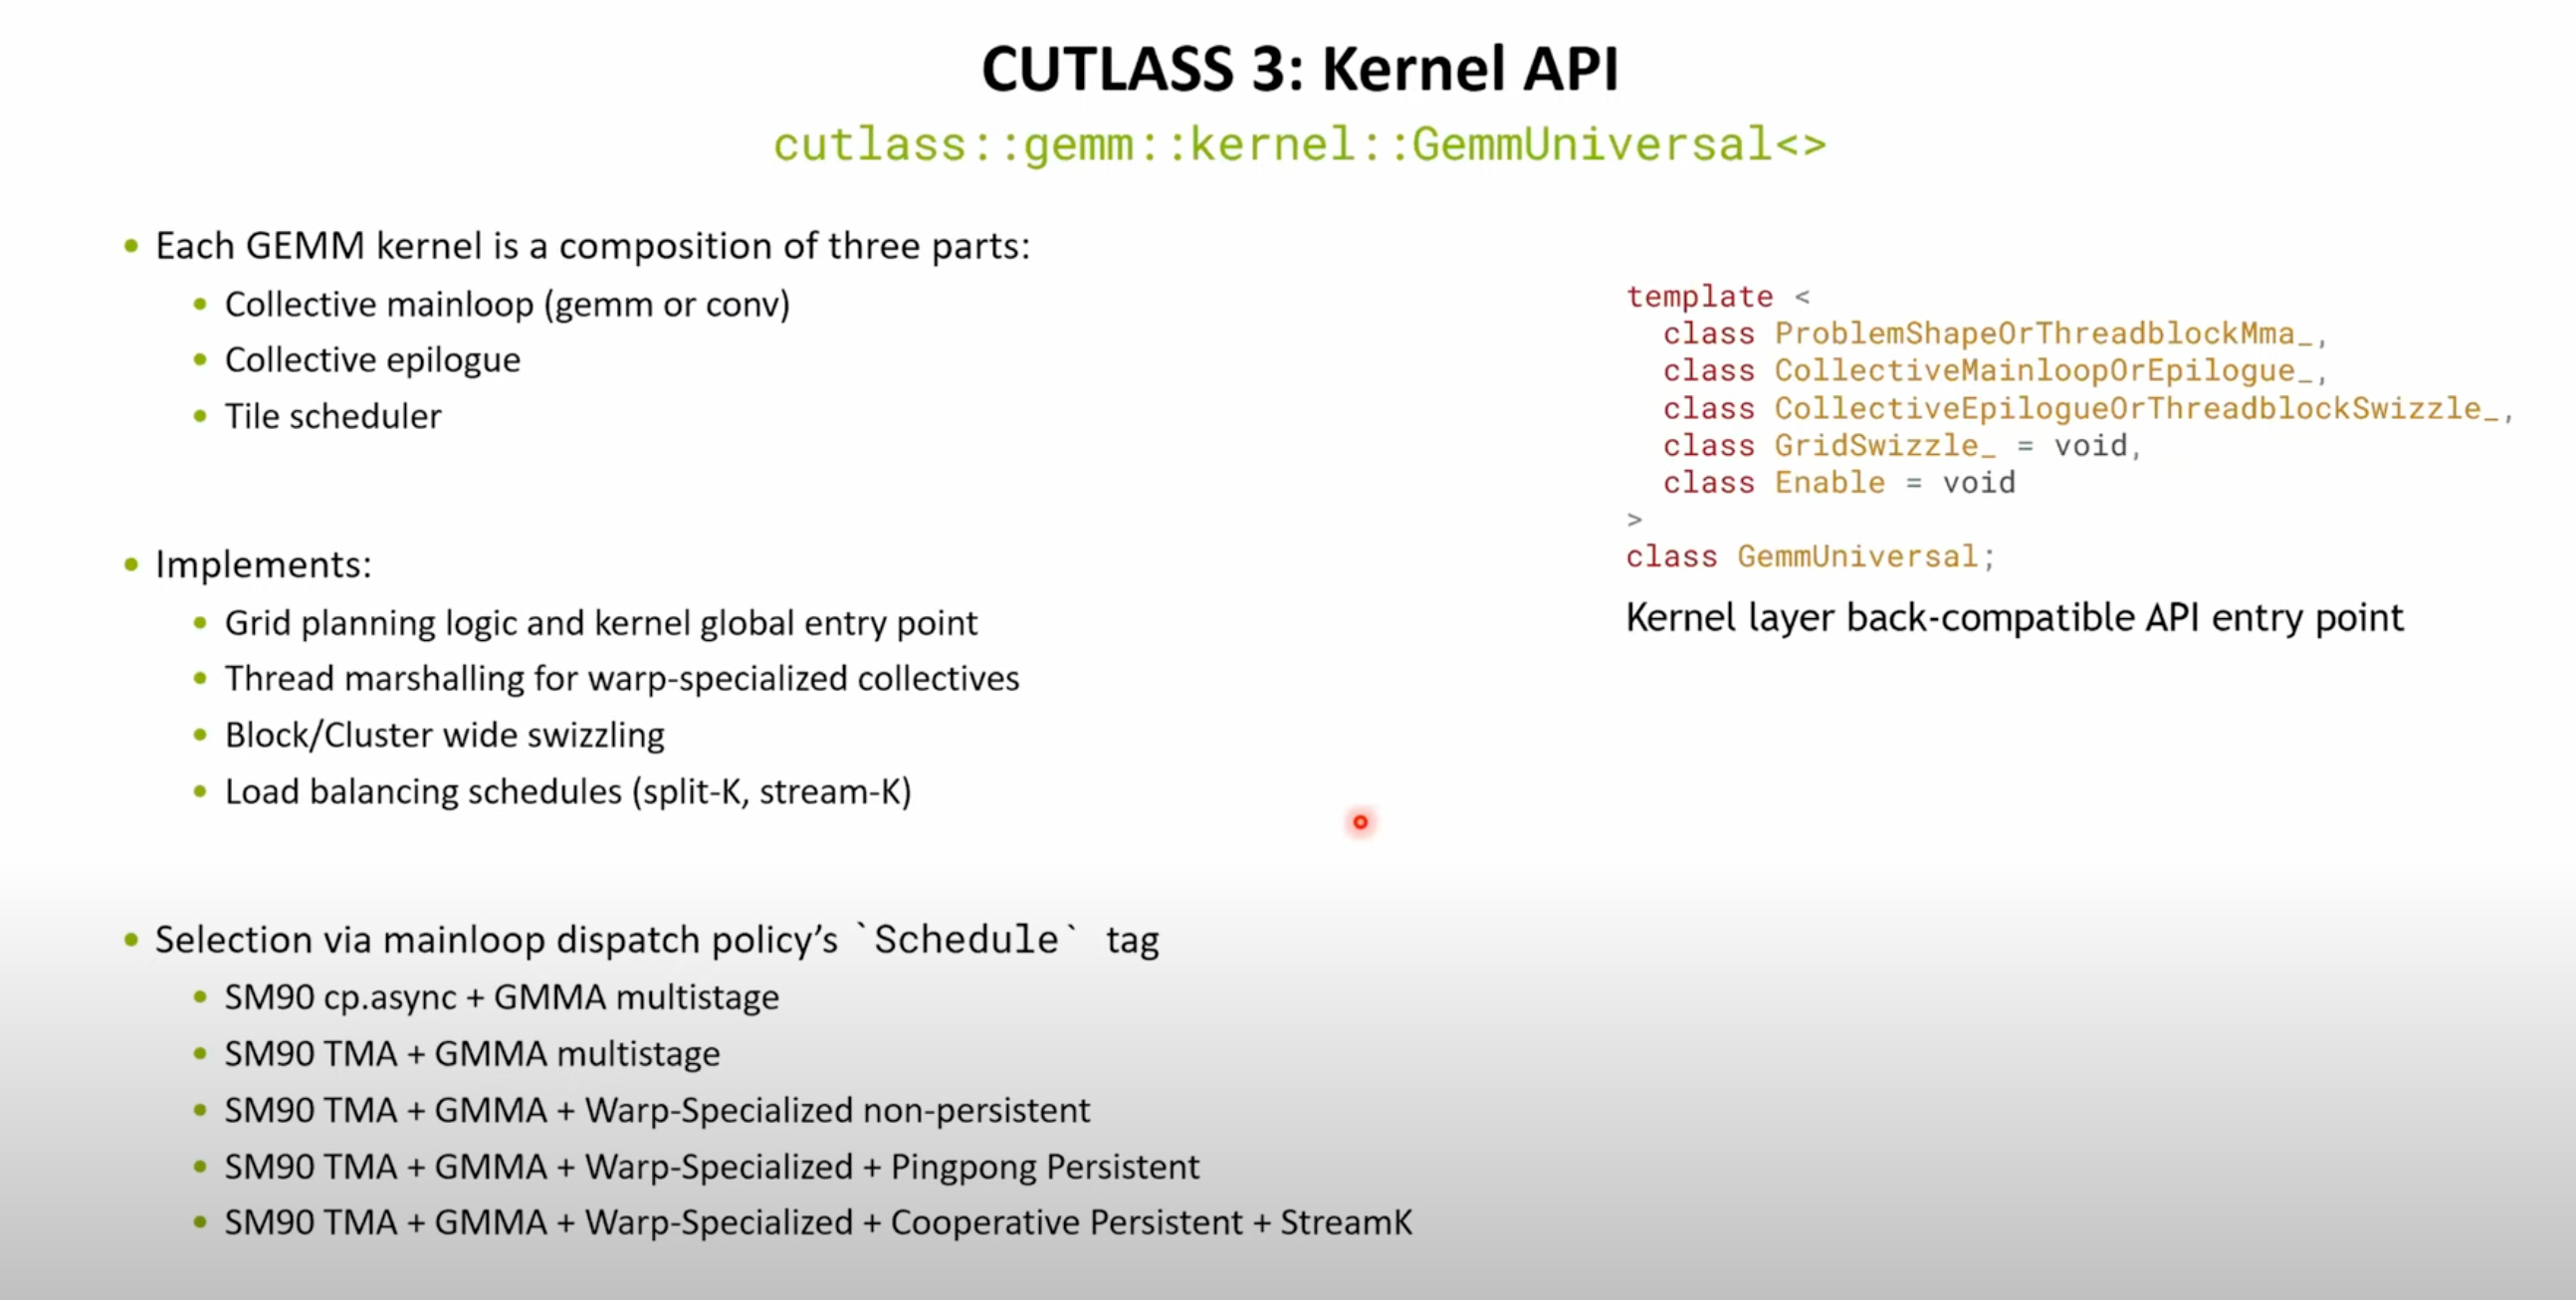 CUTLASS 3: Kernel API
cutlass::gemm::kernel::GemmUniversal<>
• Each GEMM kernel is a composition of three parts:
• Collective mainloop (gemm or conv)
• Collective epilogue
• Tile scheduler
• Implements:
• Grid planning logic and kernel global entry point
• Thread marshalling for warp-specialized collectives
• Block/Cluster wide swizzling
• Load balancing schedules (split-K, stream-K)
• Selection via mainloop dispatch policy’s `Schedule` tag
• SM90 cp.async + GMMA multistage
• SM90 TMA + GMMA multistage
• SM90 TMA + GMMA + Warp-Specialized non-persistent
• SM90 TMA + GMMA + Warp-Specialized + Pingpong Persistent
• SM90 TMA + GMMA + Warp-Specialized + Cooperative Persistent + StreamK
template <
class ProblemShapeOrThreadblockMma_,
class CollectiveMainloopOrEpilogue_,
class CollectiveEpilogueOrThreadblockSwizzle_,
class GridSwizzle_ = void,
class Enable = void
>
class GemmUniversal;
Kernel layer back-compatible API entry point